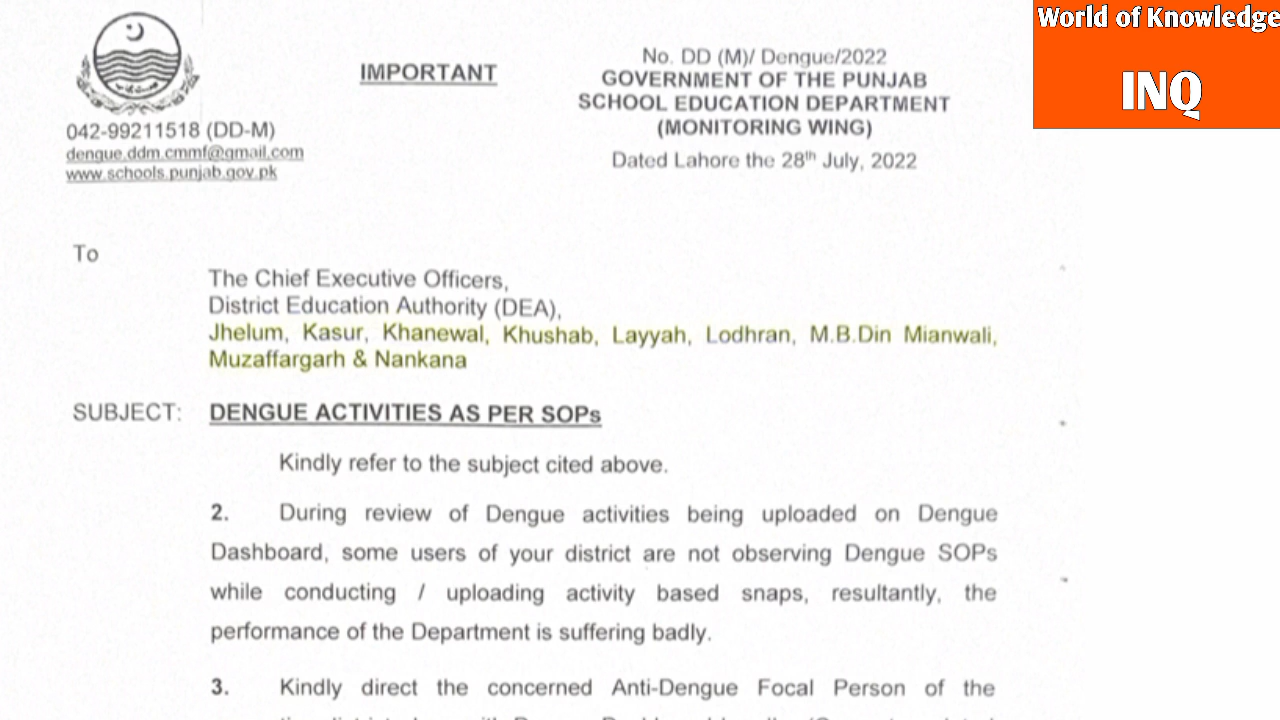 World of Knowledge
INQ
IMPORTANT
No. DD (M)/ Dengue/2022
GOVERNMENT OF THE PUNJAB
SCHOOL EDUCATION DEPARTMENT
(MONITORING WING)
Dated Lahore the 28th July, 2022
042-99211518 (DD-M)
dengue.ddm.cmmf@gmail.com
www.schools.punjab.gov.pk
To
The Chief Executive Officers,
District Education Authority (DEA),
Jhelum, Kasur, Khanewal, Khushab, Layyah, Lodhran, M.B.Din Mianwali,
Muzaffargarh & Nankana
SUBJECT: DENGUE ACTIVITIES AS PER SOPs
Kindly refer to the subject cited above.
2. During review of Dengue activities being uploaded on Dengue
Dashboard, some users of your district are not observing Dengue SOPs
while conducting / uploading activity based snaps, resultantly, the
performance of the Department is suffering badly.
3. Kindly direct the concerned Anti-Dengue Focal Person of the